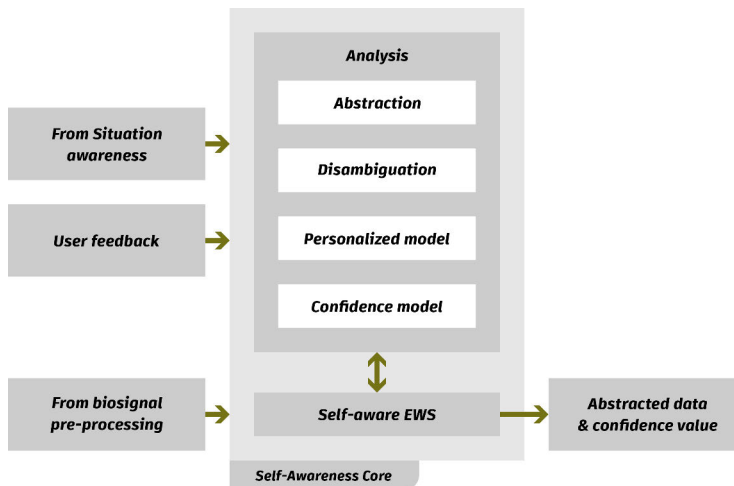 Analysis
Abstraction
Disambiguation
Personalized model
Confidence model
From Situation
awareness
User feedback
From biosignal
pre-processing
Self-aware EWS
Abstracted data
& confidence value
Self-Awareness Core